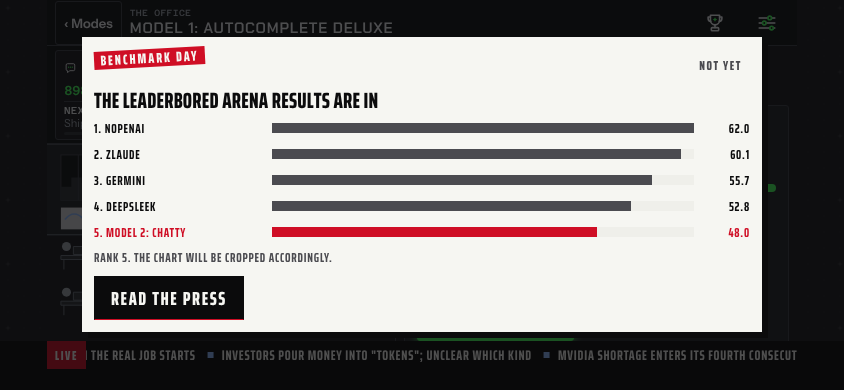 ‹ Modes
THE OFFICE
MODEL 1: AUTOCOMPLETE DELUXE
BENCHMARK DAY
NOT YET
THE LEADERBORED ARENA RESULTS ARE IN
1. NOPENAI 62.0
2. ZLAUDE 60.1
3. GERMINI 55.7
4. DEEPSLEEK 52.8
5. MODEL 2: CHATTY 48.0
RANK 5. THE CHART WILL BE CROPPED ACCORDINGLY.
READ THE PRESS
LIVE
THE REAL JOB STARTS ■ INVESTORS POUR MONEY INTO "TOKENS"; UNCLEAR WHICH KIND ■ MVIDIA SHORTAGE ENTERS ITS FOURTH CONSECUT